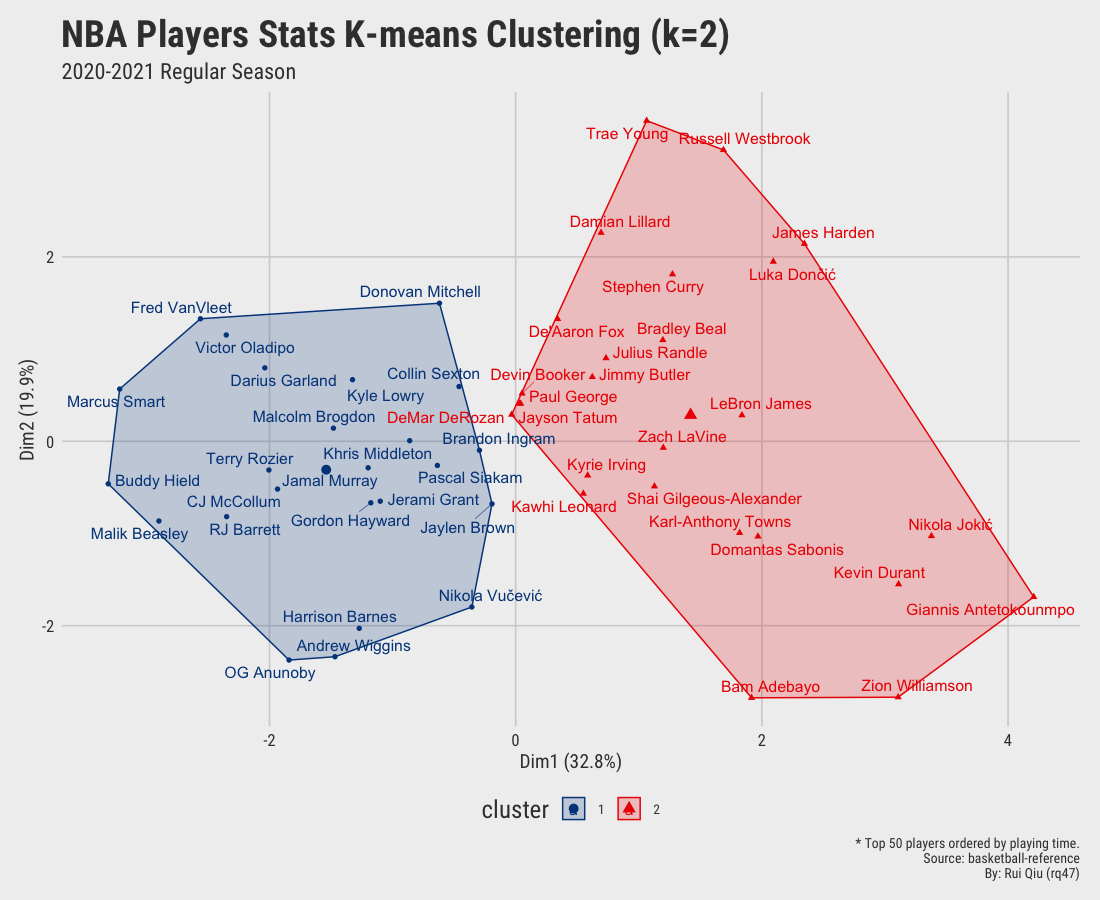 NBA Players Stats K-means Clustering (k=2)
2020-2021 Regular Season
Trae Young
Russell Westbrook
Damian Lillard
James Harden
2
Luka Dončić
Stephen Curry
Donovan Mitchell
Fred VanVleet
De'Aaron Fox
Bradley Beal
Victor Oladipo
Julius Randle
Collin Sexton
Devin Booker
Jimmy Butler
Darius Garland
Kyle Lowry
Paul George
Marcus Smart
LeBron James
Malcolm Brogdon
DeMar DeRozan
Jayson Tatum
Dim2 (19.9%)
0
Brandon Ingram
Zach LaVine
Khris Middleton
Terry Rozier
Kyrie Irving
Buddy Hield
Jamal Murray
Pascal Siakam
CJ McCollum
Jerami Grant
Shai Gilgeous-Alexander
Kawhi Leonard
Gordon Hayward
Karl-Anthony Towns
Nikola Jokić
Malik Beasley
RJ Barrett
Jaylen Brown
Domantas Sabonis
Kevin Durant
Nikola Vučević
Giannis Antetokounmpo
Harrison Barnes
-2
Andrew Wiggins
OG Anunoby
Bam Adebayo
Zion Williamson
-2 0 2 4
Dim1 (32.8%)
cluster 1 2
* Top 50 players ordered by playing time.
Source: basketball-reference
By: Rui Qiu (rq47)